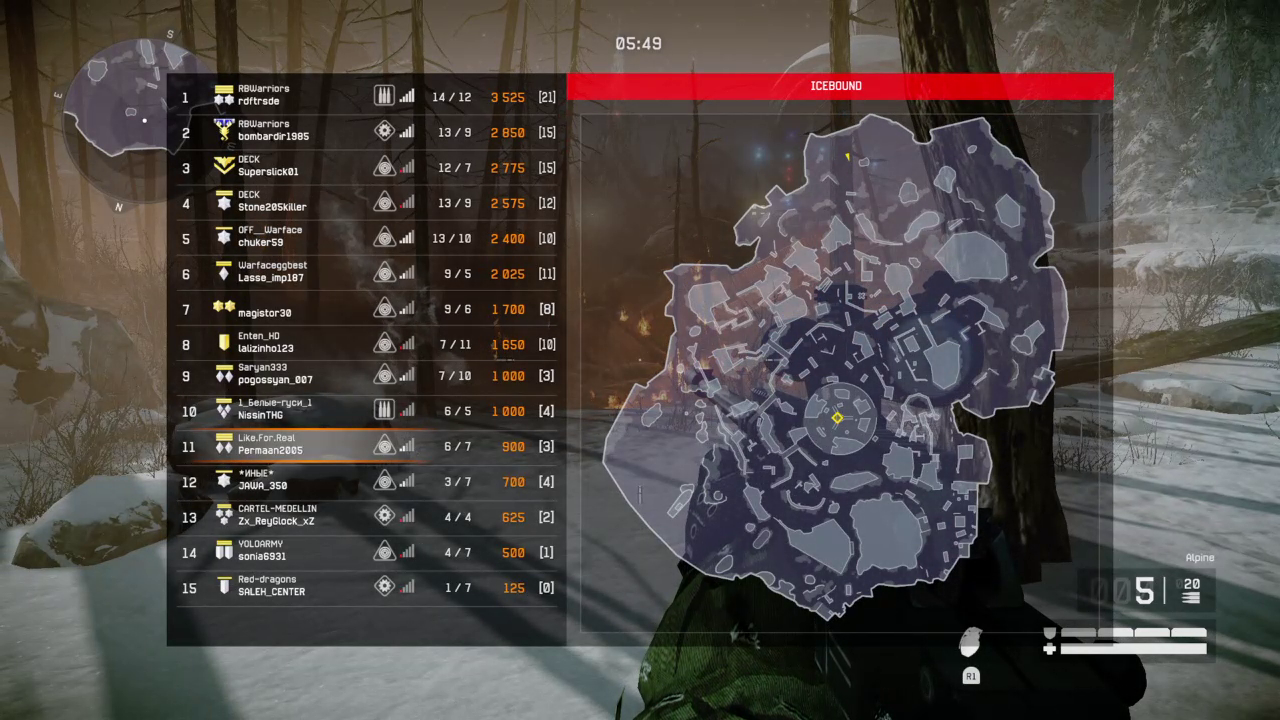 05:49
S
E
N
ICEBOUND
1 RBWarriors rdftrsde 14 / 12 3 525 [21]
2 RBWarriors bombardir1985 13 / 9 2 850 [15]
3 DECK Superslick01 12 / 7 2 775 [15]
4 DECK Stone205killer 13 / 9 2 575 [12]
5 OFF__Warface chuker59 13 / 10 2 400 [10]
6 Warfaceggbest Lasse_imp187 9 / 5 2 025 [11]
7 magistor30 9 / 6 1 700 [8]
8 Enten_HD lalizinho123 7 / 11 1 650 [10]
9 Saryan333 pogossyan_007 7 / 10 1 000 [3]
10 1_Белые-гуси_1 NissinTHG 6 / 5 1 000 [4]
11 Like.For.Real Permaan2005 6 / 7 900 [3]
12 *ИНЫЕ* JAWA_350 3 / 7 700 [4]
13 CARTEL-MEDELLIN Zx_ReyGlock_xZ 4 / 4 625 [2]
14 YOLOARMY sonia6931 4 / 7 500 [1]
15 Red-dragons SALEH_CENTER 1 / 7 125 [0]
Alpine
005 | 020
R1